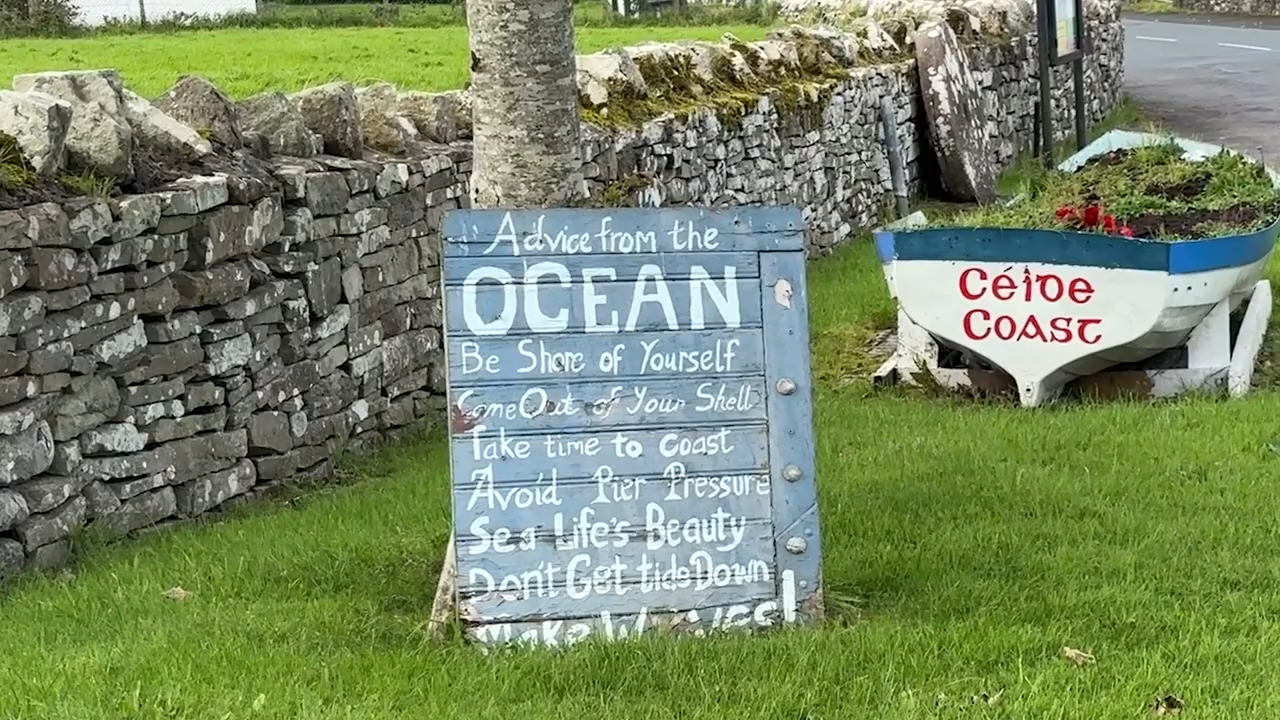 Advice from the
OCEAN
Be Shore of Yourself
Come Out of Your Shell
Take time to coast
Avoid Pier Pressure
Sea Life's Beauty
Don't Get tide Down
Make Waves!
Céide
Coast